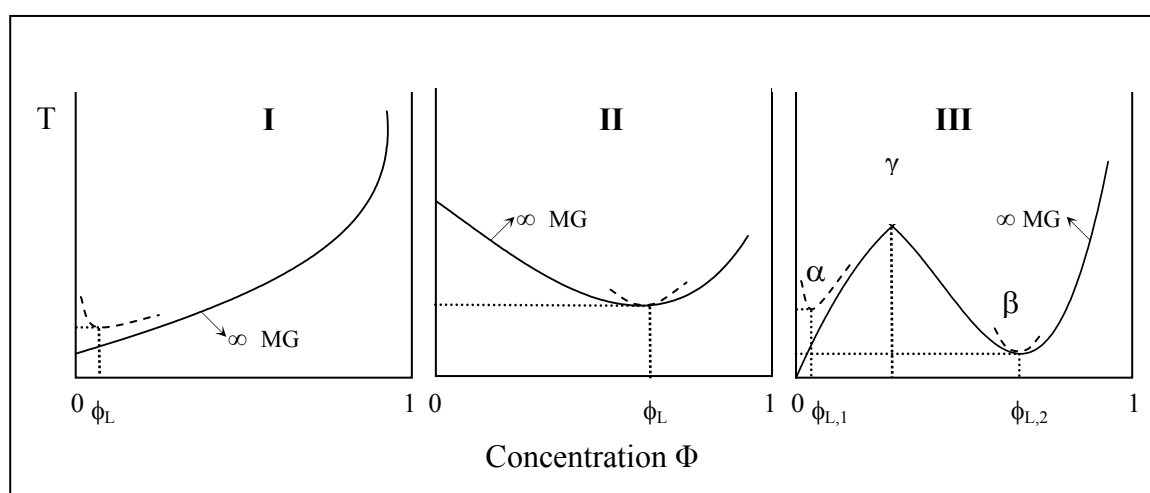 T
I
II
III
∞ MG
∞ MG
∞ MG
α
γ
β
0 ϕL 1
0 ϕL 1
0 ϕL,1 ϕL,2 1
Concentration Φ